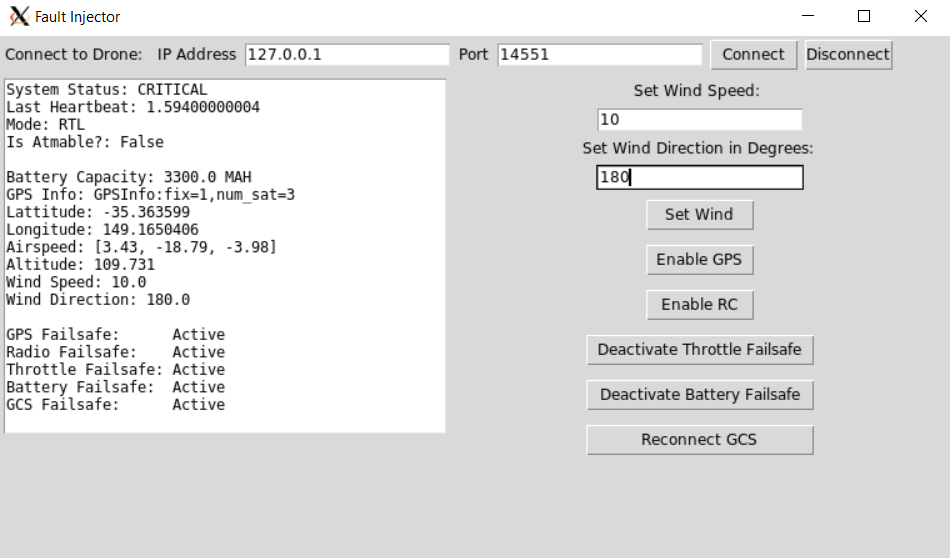 Fault Injector
Connect to Drone: IP Address 127.0.0.1 Port 14551 Connect Disconnect
System Status: CRITICAL
Last Heartbeat: 1.59400000004
Mode: RTL
Is Atmable?: False
Battery Capacity: 3300.0 MAH
GPS Info: GPSInfo:fix=1,num_sat=3
Lattitude: -35.363599
Longitude: 149.1650406
Airspeed: [3.43, -18.79, -3.98]
Altitude: 109.731
Wind Speed: 10.0
Wind Direction: 180.0
GPS Failsafe: Active
Radio Failsafe: Active
Throttle Failsafe: Active
Battery Failsafe: Active
GCS Failsafe: Active
Set Wind Speed:
10
Set Wind Direction in Degrees:
180
Set Wind
Enable GPS
Enable RC
Deactivate Throttle Failsafe
Deactivate Battery Failsafe
Reconnect GCS